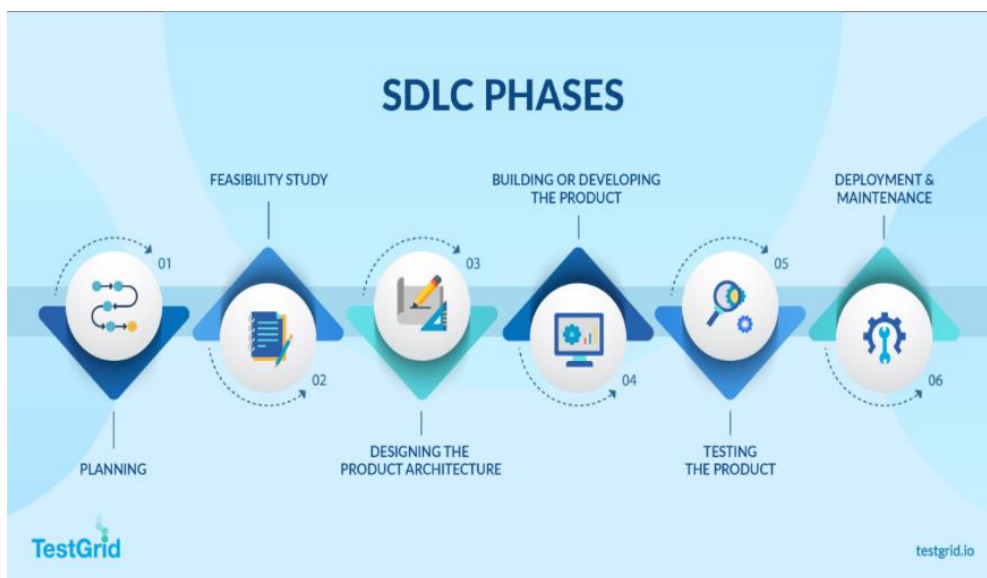 SDLC PHASES
FEASIBILITY STUDY
BUILDING OR DEVELOPING
THE PRODUCT
DEPLOYMENT &
MAINTENANCE
01
03
05
02
04
06
PLANNING
DESIGNING THE
PRODUCT ARCHITECTURE
TESTING
THE PRODUCT
TestGrid
testgrid.io